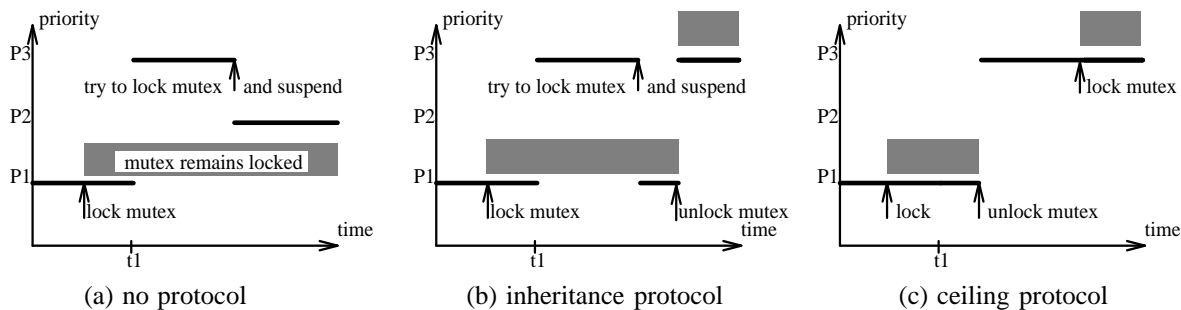 priority
P3
try to lock mutex and suspend
P2
mutex remains locked
P1
lock mutex
time
t1
(a) no protocol
priority
P3
try to lock mutex and suspend
P2
P1
lock mutex
unlock mutex
time
t1
(b) inheritance protocol
priority
P3
lock mutex
P2
P1
lock
unlock mutex
time
t1
(c) ceiling protocol